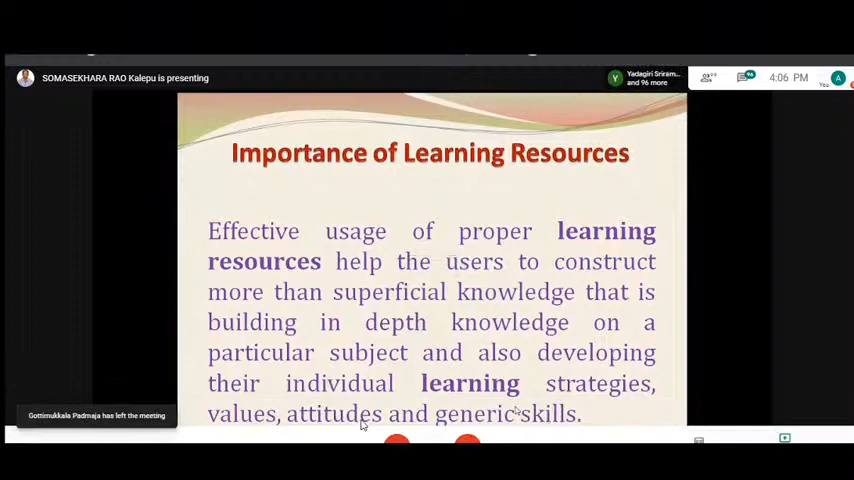 SOMASEKHARA RAO Kalepu is presenting
Y
Yadagiri Sriram...
and 96 more
96
4:06 PM
You
A
Importance of Learning Resources
Effective usage of proper learning
resources help the users to construct
more than superficial knowledge that is
building in depth knowledge on a
particular subject and also developing
their individual learning strategies,
values, attitudes and generic skills.
Gottimukkala Padmaja has left the meeting